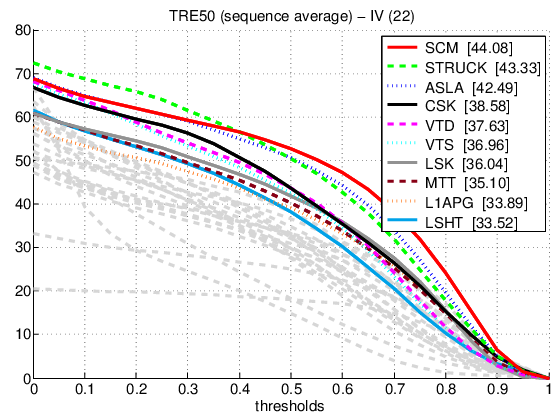 TRE50 (sequence average) – IV (22)
80
70
60
50
40
30
20
10
0
SCM [44.08]
STRUCK [43.33]
ASLA [42.49]
CSK [38.58]
VTD [37.63]
VTS [36.96]
LSK [36.04]
MTT [35.10]
L1APG [33.89]
LSHT [33.52]
0 0.1 0.2 0.3 0.4 0.5 0.6 0.7 0.8 0.9 1
thresholds